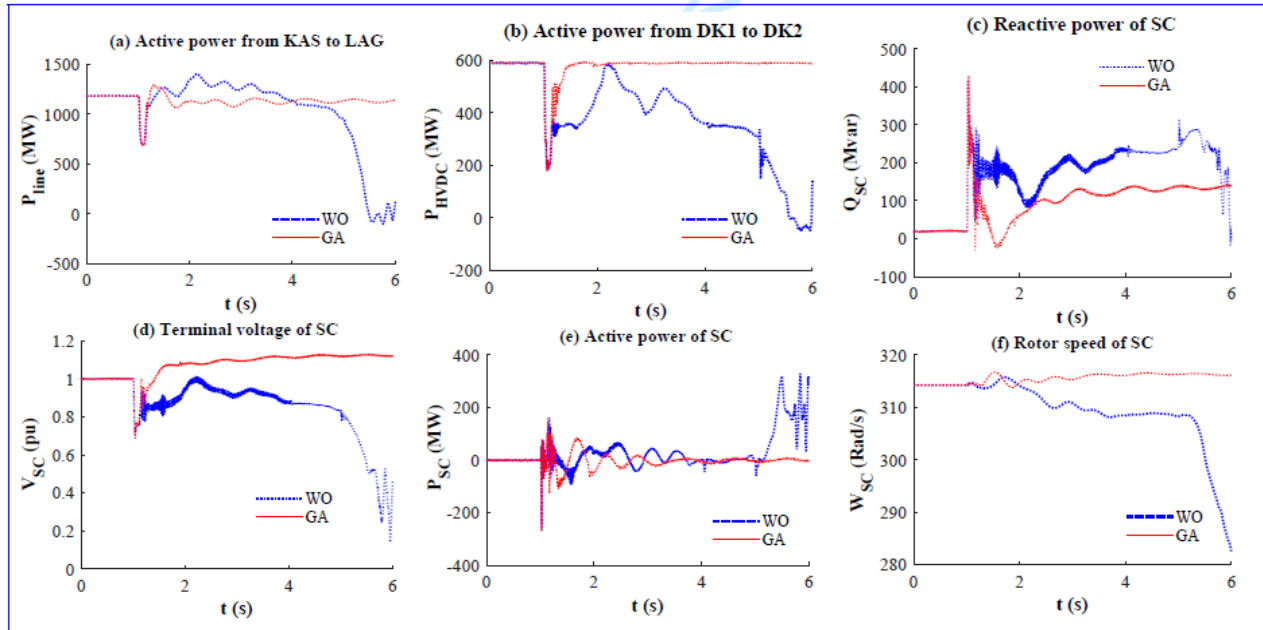 (a) Active power from KAS to LAG
1500
1000
500
0
-500
P_line (MW)
WO
GA
0 2 4 6
t (s)
(b) Active power from DK1 to DK2
600
400
200
0
-200
P_HVDC (MW)
WO
GA
0 2 4 6
t (s)
(c) Reactive power of SC
500
400
300
200
100
0
-100
Q_SC (Mvar)
WO
GA
0 2 4 6
t (s)
(d) Terminal voltage of SC
1.2
1
0.8
0.6
0.4
0.2
0
V_SC (pu)
WO
GA
0 2 4 6
t (s)
(e) Active power of SC
400
200
0
-200
-400
P_SC (MW)
WO
GA
0 2 4 6
t (s)
(f) Rotor speed of SC
320
310
300
290
280
W_SC (Rad/s)
WO
GA
0 2 4 6
t (s)